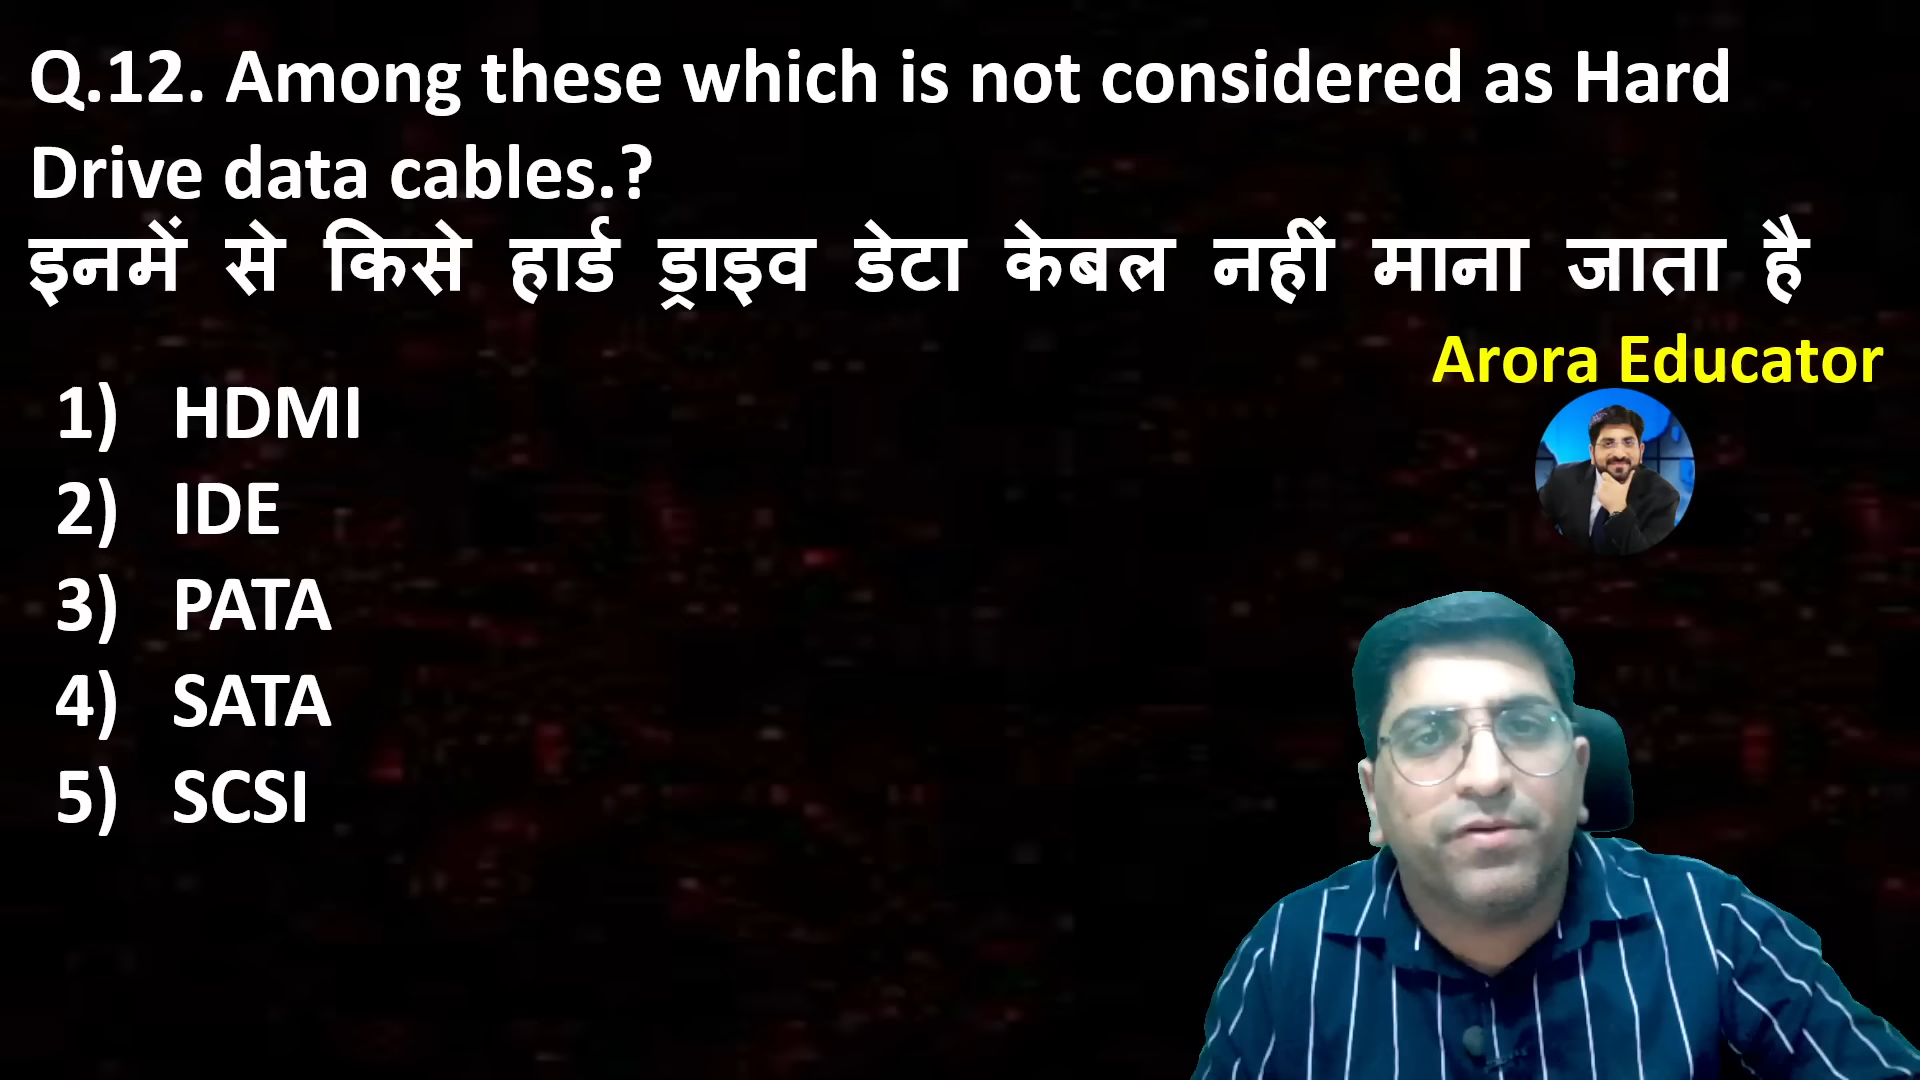 Q.12. Among these which is not considered as Hard
Drive data cables.?
इनमें से किसे हार्ड ड्राइव डेटा केबल नहीं माना जाता है
Arora Educator
1) HDMI
2) IDE
3) PATA
4) SATA
5) SCSI